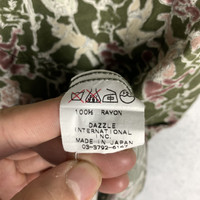 100% RAYON
DAZZLE
INTERNATIONAL
INC.
MADE IN JAPAN